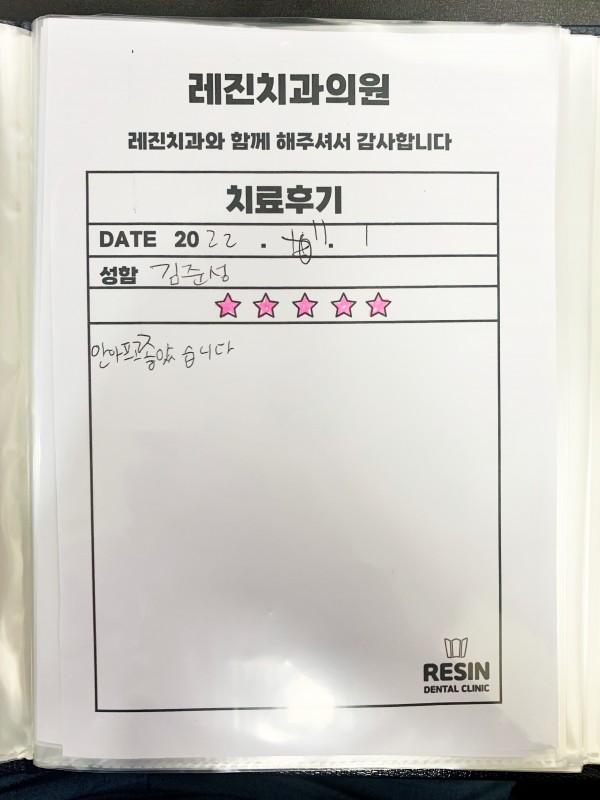 레진치과의원
레진치과와 함께 해주셔서 감사합니다
치료후기
DATE 2022 . 11. 1
성함 김준성
안아프고좋았습니다
RESIN
DENTAL CLINIC